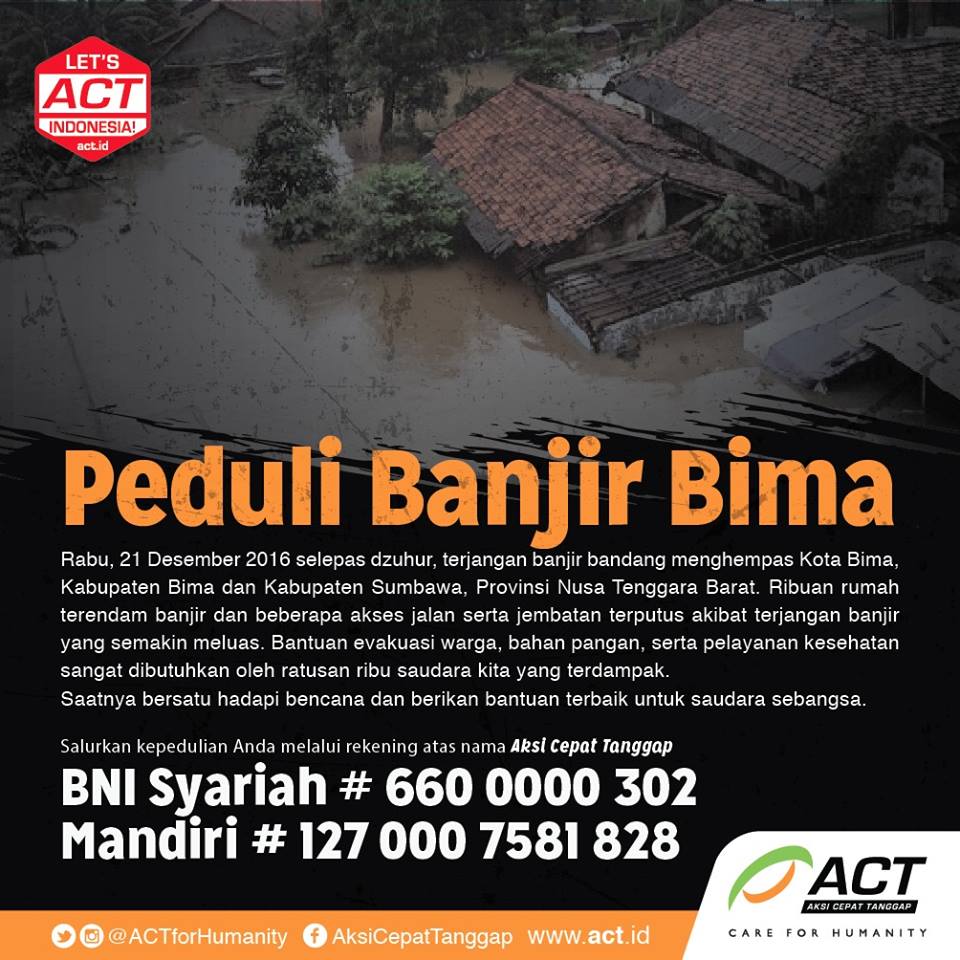 LET'S
ACT
INDONESIA!
act.id
Peduli Banjir Bima
Rabu, 21 Desember 2016 selepas dzuhur, terjangan banjir bandang menghempas Kota Bima,
Kabupaten Bima dan Kabupaten Sumbawa, Provinsi Nusa Tenggara Barat. Ribuan rumah
terendam banjir dan beberapa akses jalan serta jembatan terputus akibat terjangan banjir
yang semakin meluas. Bantuan evakuasi warga, bahan pangan, serta pelayanan kesehatan
sangat dibutuhkan oleh ratusan ribu saudara kita yang terdampak.
Saatnya bersatu hadapi bencana dan berikan bantuan terbaik untuk saudara sebangsa.
Salurkan kepedulian Anda melalui rekening atas nama Aksi Cepat Tanggap
BNI Syariah # 660 0000 302
Mandiri # 127 000 7581 828
ACT
AKSI CEPAT TANGGAP
CARE FOR HUMANITY
@ACTforHumanity AksiCepatTanggap www.act.id